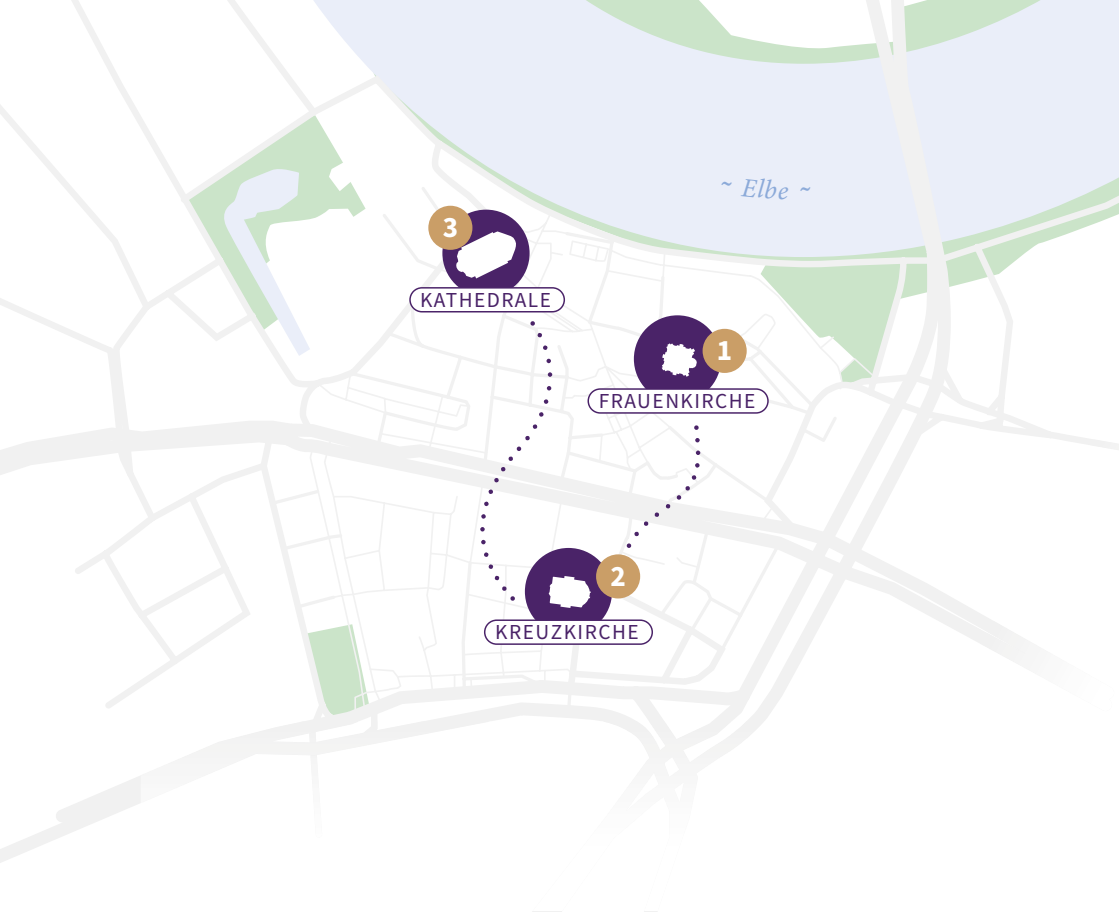 ~ Elbe ~
3
KATHEDRALE
1
FRAUENKIRCHE
2
KREUZKIRCHE